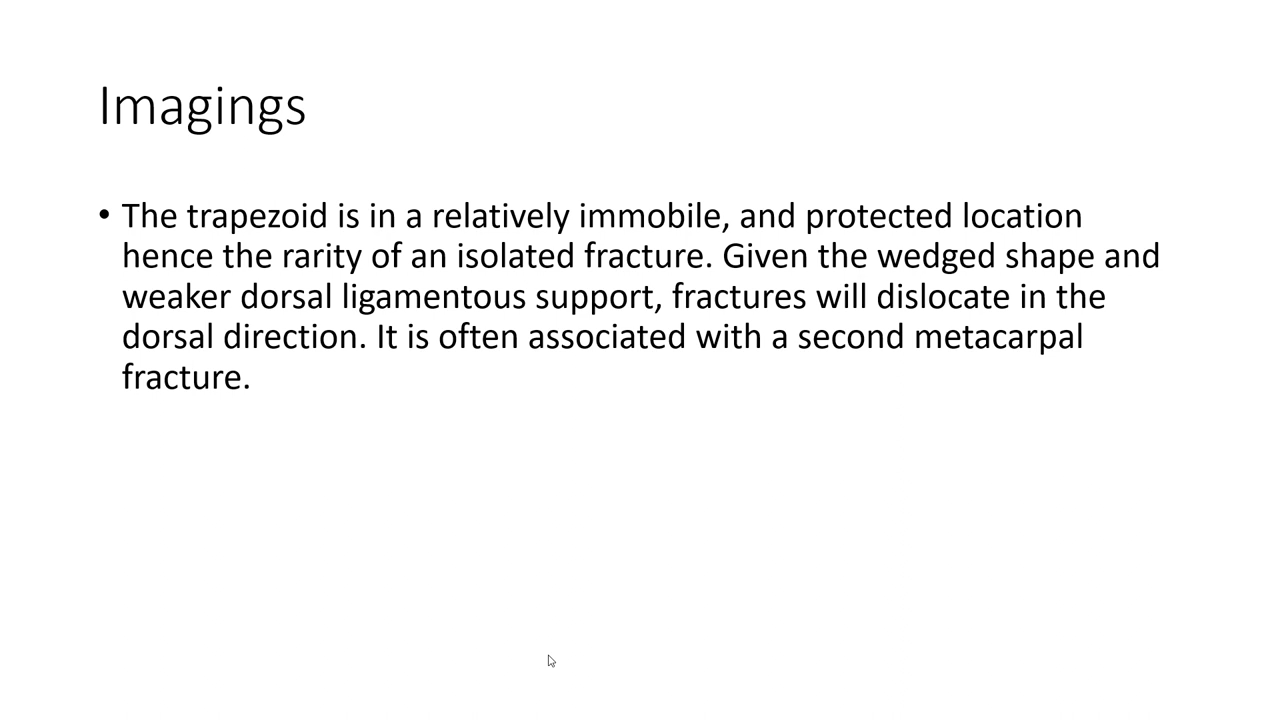 Imagings
• The trapezoid is in a relatively immobile, and protected location
hence the rarity of an isolated fracture. Given the wedged shape and
weaker dorsal ligamentous support, fractures will dislocate in the
dorsal direction. It is often associated with a second metacarpal
fracture.